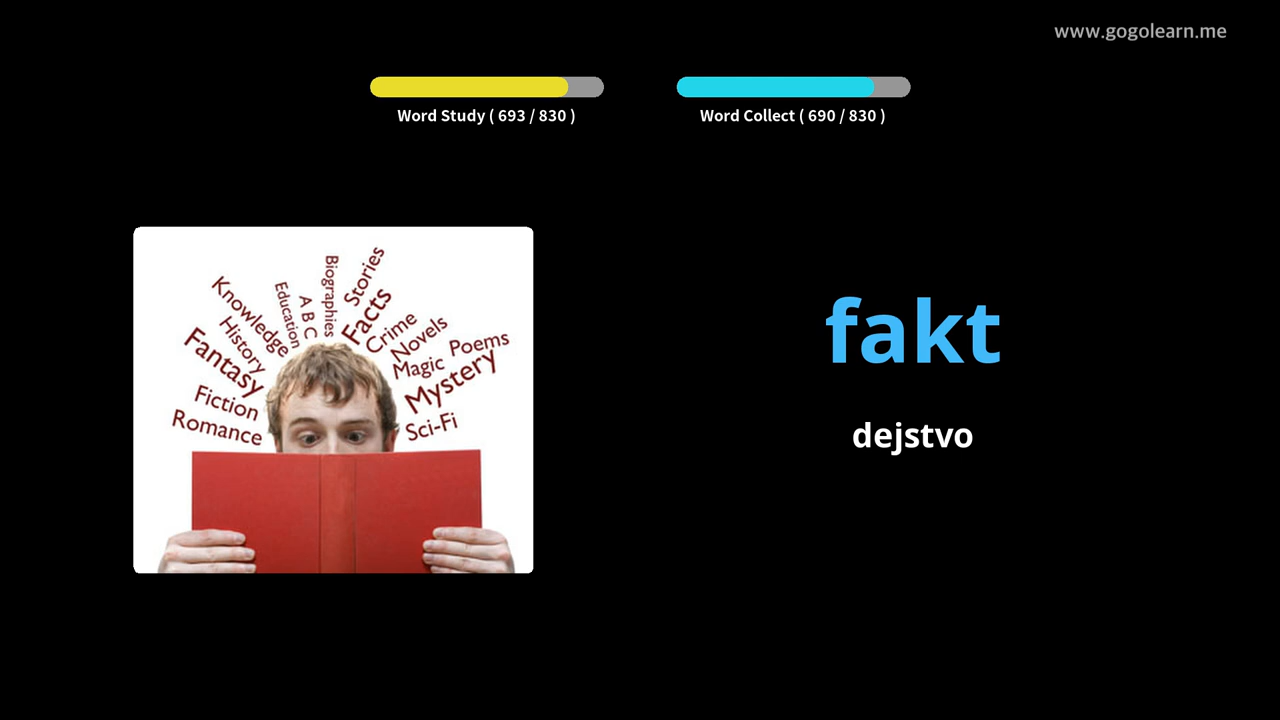 www.gogolearn.me
Word Study ( 693 / 830 )
Word Collect ( 690 / 830 )
Knowledge
Education
A B C
Biographies
Stories
Facts
History
Crime
Novels
Poems
Fantasy
Magic
Mystery
Fiction
Romance
Sci-Fi
fakt
dejstvo